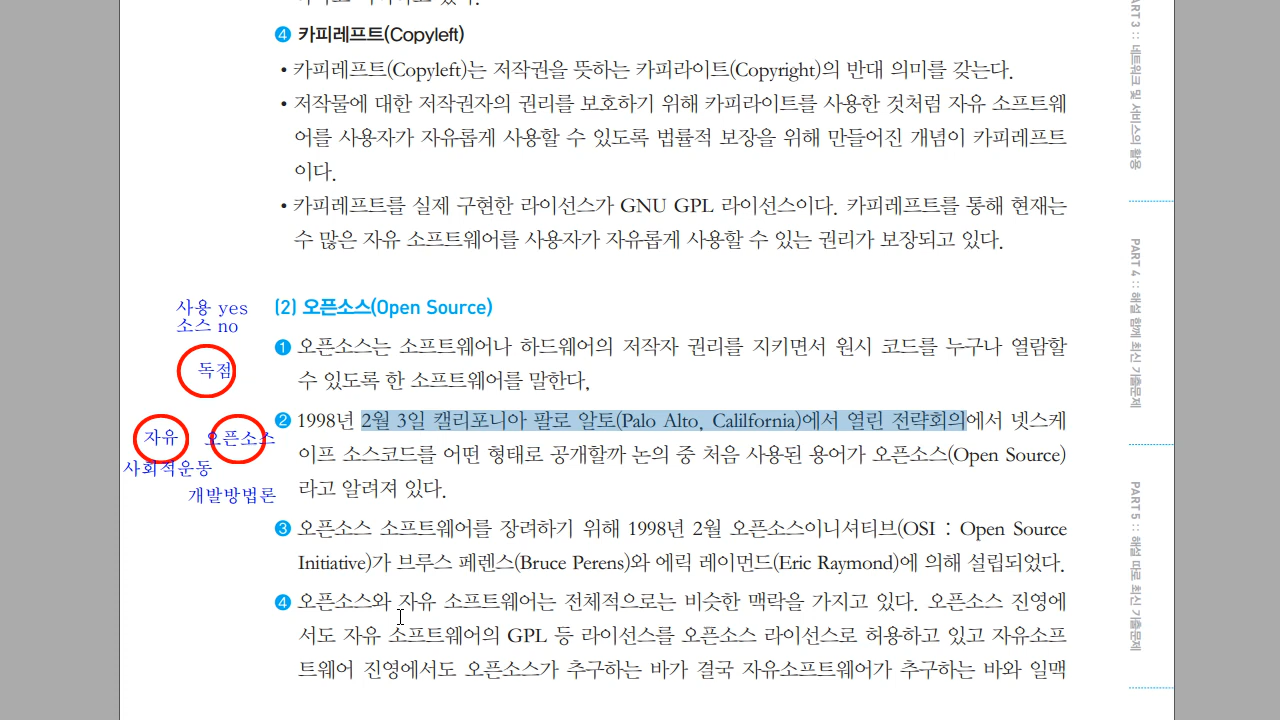 ❹ 카피레프트(Copyleft)
• 카피레프트(Copyleft)는 저작권을 뜻하는 카피라이트(Copyright)의 반대 의미를 갖는다.
• 저작물에 대한 저작권자의 권리를 보호하기 위해 카피라이트를 사용한 것처럼 자유 소프트웨
어를 사용자가 자유롭게 사용할 수 있도록 법률적 보장을 위해 만들어진 개념이 카피레프트
이다.
• 카피레프트를 실제 구현한 라이선스가 GNU GPL 라이선스이다. 카피레프트를 통해 현재는
수 많은 자유 소프트웨어를 사용자가 자유롭게 사용할 수 있는 권리가 보장되고 있다.
(2) 오픈소스(Open Source)
❶ 오픈소스는 소프트웨어나 하드웨어의 저작자 권리를 지키면서 원시 코드를 누구나 열람할
수 있도록 한 소프트웨어를 말한다,
❷ 1998년 2월 3일 캘리포니아 팔로 알토(Palo Alto, Calilfornia)에서 열린 전략회의에서 넷스케
이프 소스코드를 어떤 형태로 공개할까 논의 중 처음 사용된 용어가 오픈소스(Open Source)
라고 알려져 있다.
❸ 오픈소스 소프트웨어를 장려하기 위해 1998년 2월 오픈소스이니셔티브(OSI : Open Source
Initiative)가 브루스 페렌스(Bruce Perens)와 에릭 레이먼드(Eric Raymond)에 의해 설립되었다.
❹ 오픈소스와 자유 소프트웨어는 전체적으로는 비슷한 맥락을 가지고 있다. 오픈소스 진영에
서도 자유 소프트웨어의 GPL 등 라이선스를 오픈소스 라이선스로 허용하고 있고 자유소프
트웨어 진영에서도 오픈소스가 추구하는 바가 결국 자유소프트웨어가 추구하는 바와 일맥
사용 yes
소스 no
독점
자유 오픈소스
사회적운동
개발방법론
PART 3 :: 네트워크 및 서비스의 활용
PART 4 :: 해설 함께 최신 기출문제
PART 5 :: 해설 따로 최신 기출문제